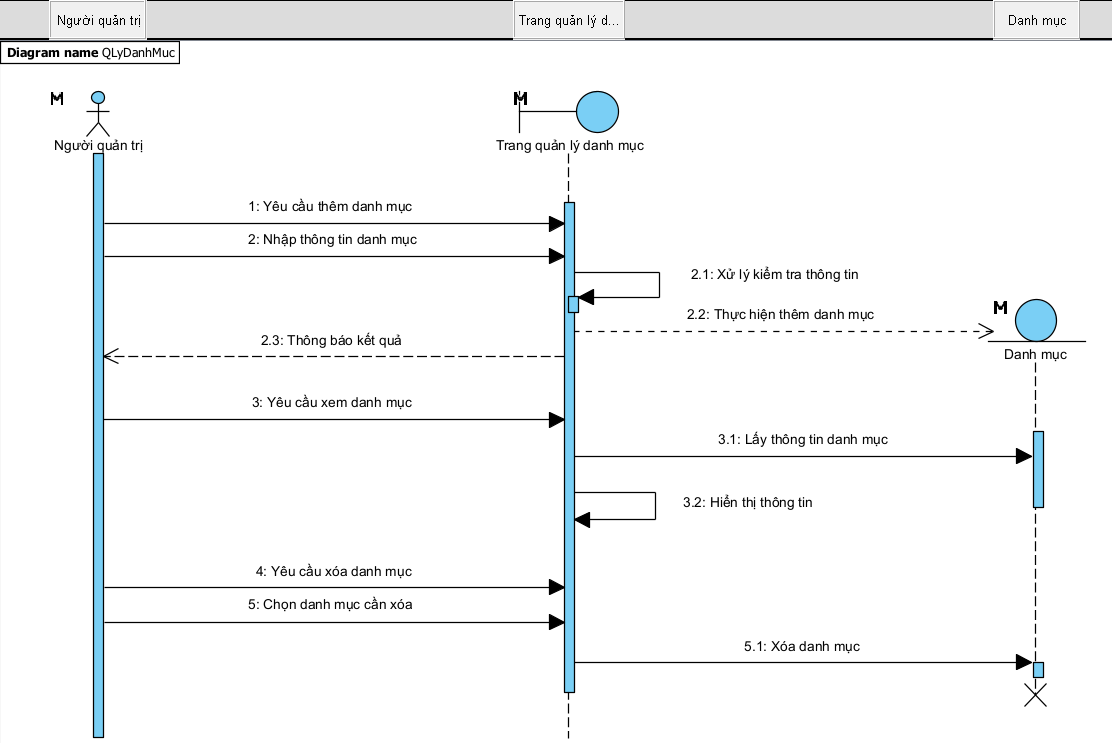 Người quản trị
Trang quản lý d...
Danh mục
Diagram name QLyDanhMuc
Người quản trị
Trang quản lý danh mục
1: Yêu cầu thêm danh mục
2: Nhập thông tin danh mục
2.1: Xử lý kiểm tra thông tin
2.2: Thực hiện thêm danh mục
2.3: Thông báo kết quả
Danh mục
3: Yêu cầu xem danh mục
3.1: Lấy thông tin danh mục
3.2: Hiển thị thông tin
4: Yêu cầu xóa danh mục
5: Chọn danh mục cần xóa
5.1: Xóa danh mục